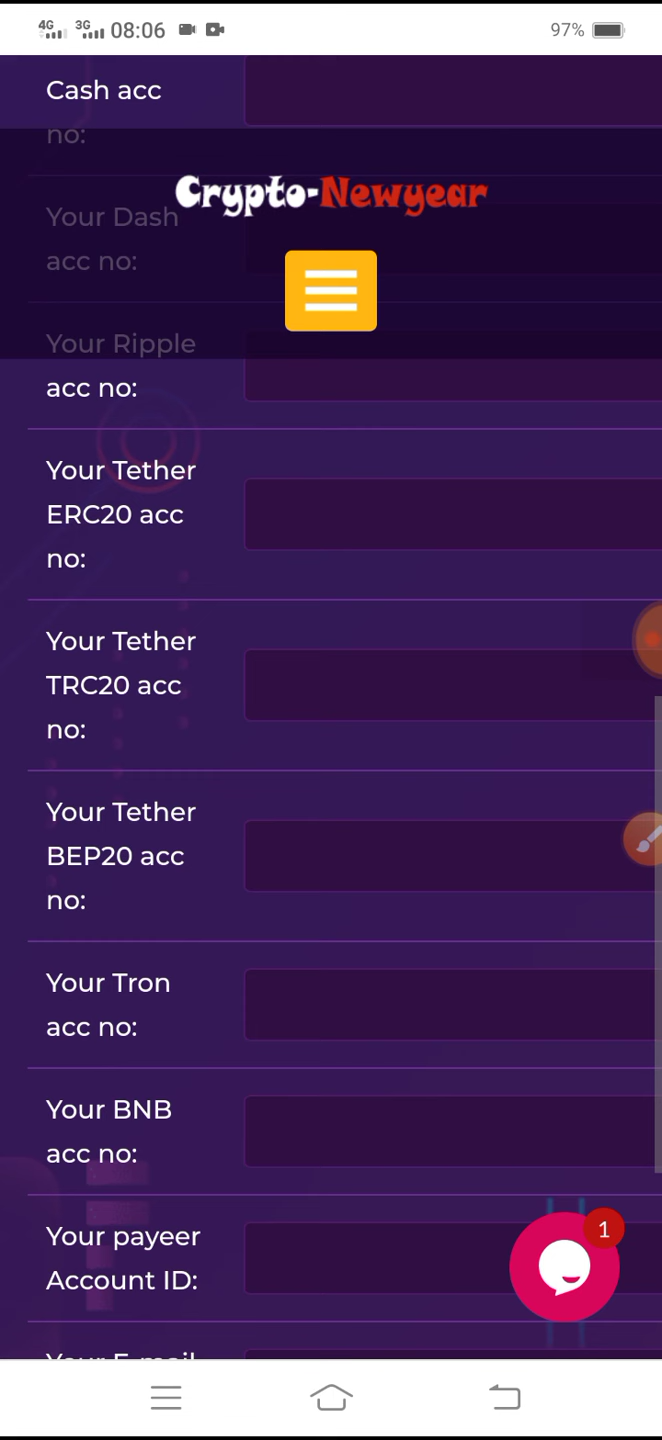 4G 3G 08:06 97%
Cash acc
no:
Crypto-Newyear
Your Dash
acc no:
Your Ripple
acc no:
Your Tether
ERC20 acc
no:
Your Tether
TRC20 acc
no:
Your Tether
BEP20 acc
no:
Your Tron
acc no:
Your BNB
acc no:
1
Your payeer
Account ID:
Your E-mail